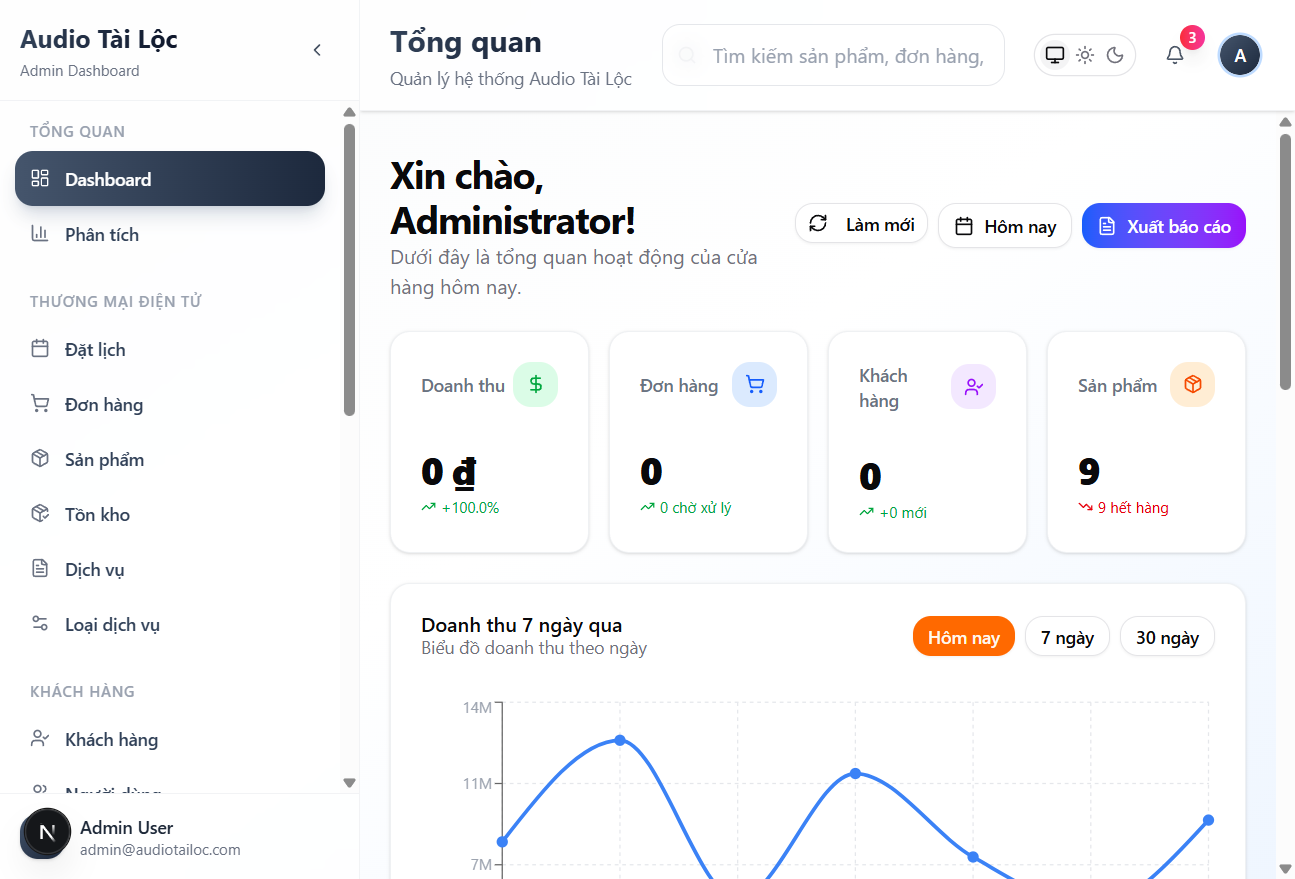 Audio Tài Lộc
Admin Dashboard
TỔNG QUAN
Dashboard
Phân tích
THƯƠNG MẠI ĐIỆN TỬ
Đặt lịch
Đơn hàng
Sản phẩm
Tồn kho
Dịch vụ
Loại dịch vụ
KHÁCH HÀNG
Khách hàng
Người dùng
N
Admin User
admin@audiotailoc.com
Tổng quan
Quản lý hệ thống Audio Tài Lộc
Tìm kiếm sản phẩm, đơn hàng,
3
A
Xin chào,
Administrator!
Dưới đây là tổng quan hoạt động của cửa
hàng hôm nay.
Làm mới
Hôm nay
Xuất báo cáo
Doanh thu
0 ₫
+100.0%
Đơn hàng
0
0 chờ xử lý
Khách
hàng
0
+0 mới
Sản phẩm
9
9 hết hàng
Doanh thu 7 ngày qua
Biểu đồ doanh thu theo ngày
Hôm nay
7 ngày
30 ngày
14M
11M
7M